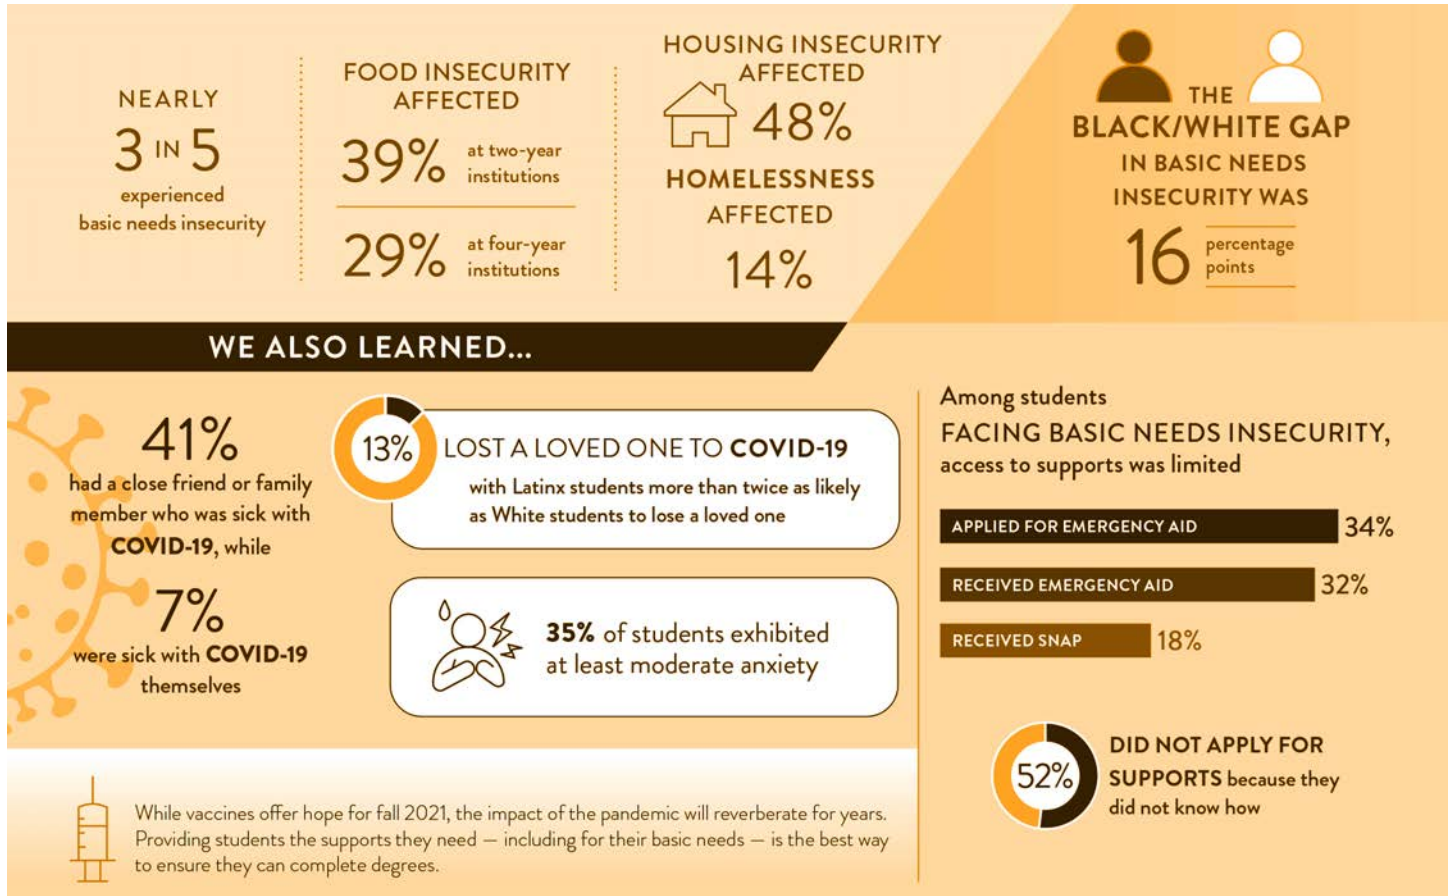 NEARLY
3 IN 5
experienced
basic needs insecurity
FOOD INSECURITY
AFFECTED
39%
at two-year
institutions
29%
at four-year
institutions
HOUSING INSECURITY
AFFECTED
48%
HOMELESSNESS
AFFECTED
14%
THE
BLACK/WHITE GAP
IN BASIC NEEDS
INSECURITY WAS
16
percentage
points
WE ALSO LEARNED...
41%
had a close friend or family
member who was sick with
COVID-19, while
7%
were sick with COVID-19
themselves
13%
LOST A LOVED ONE TO COVID-19
with Latinx students more than twice as likely
as White students to lose a loved one
35% of students exhibited
at least moderate anxiety
While vaccines offer hope for fall 2021, the impact of the pandemic will reverberate for years.
Providing students the supports they need — including for their basic needs — is the best way
to ensure they can complete degrees.
Among students
FACING BASIC NEEDS INSECURITY,
access to supports was limited
APPLIED FOR EMERGENCY AID 34%
RECEIVED EMERGENCY AID 32%
RECEIVED SNAP 18%
52%
DID NOT APPLY FOR
SUPPORTS because they
did not know how